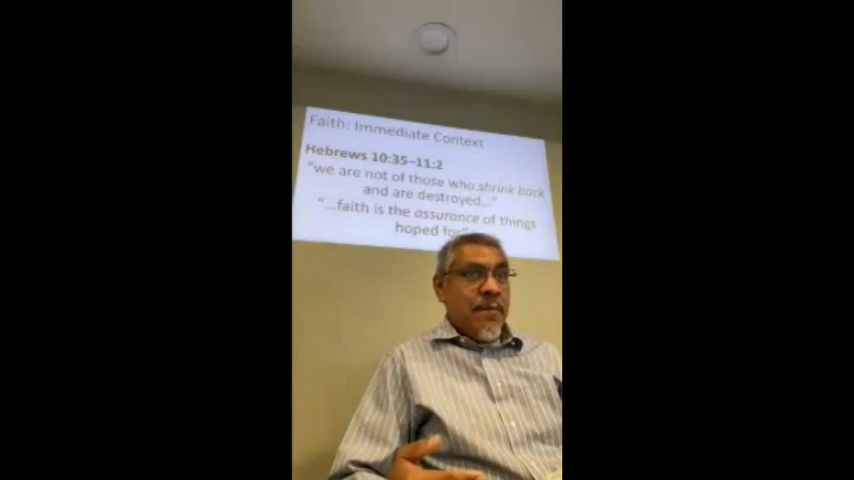 Faith: Immediate Context
Hebrews 10:35–11:2
“we are not of those who shrink back
and are destroyed…”
“…faith is the assurance of things
hoped for”